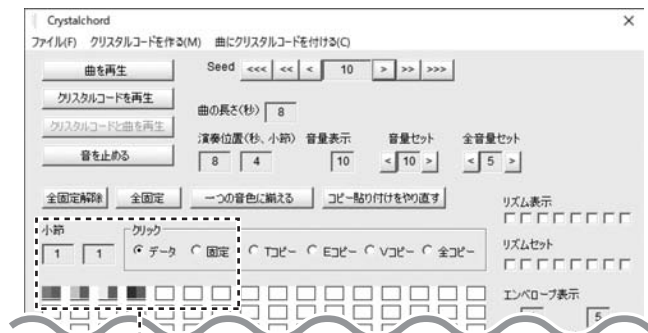 Crystalchord
ファイル(F) クリスタルコードを作る(M) 曲にクリスタルコードを付ける(C)
曲を再生 Seed <<< << < 10 > >> >>>
クリスタルコードを再生 曲の長さ(秒) 8
クリスタルコードと曲を再生 演奏位置(秒、小節) 音量表示 音量セット 全音量セット
音を止める 8 4 10 < 10 > < 5 >
全固定解除 全固定 一つの音色に揃える コピー貼り付けをやり直す リズム表示
小節 クリック リズムセット
1 1 データ 固定 Tコピー Eコピー Vコピー 全コピー
エンベロープ表示
5